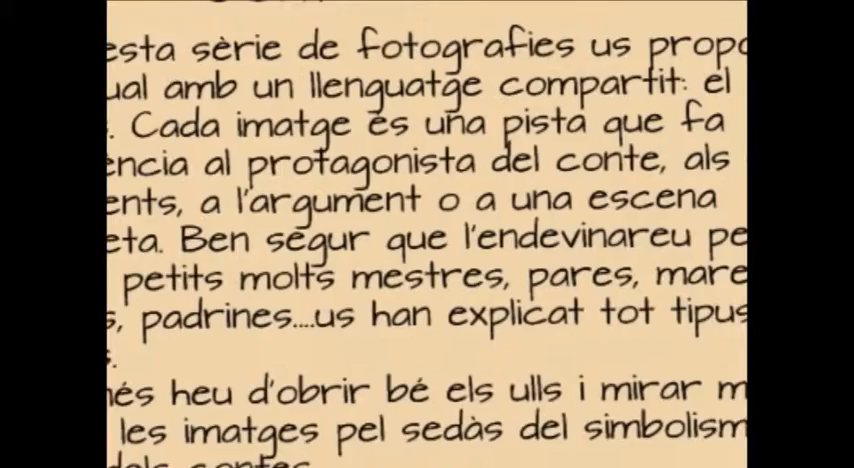 esta sèrie de fotografies us propo
ual amb un llenguatge compartit: el
. Cada imatge és una pista que fa
encia al protagonista del conte, als
ents, a l'argument o a una escena
eta. Ben segur que l'endevinareu pe
petits molts mestres, pares, mare
s, padrines....us han explicat tot tipus
s.
més heu d'obrir bé els ulls i mirar m
les imatges pel sedàs del simbolism
dels contes